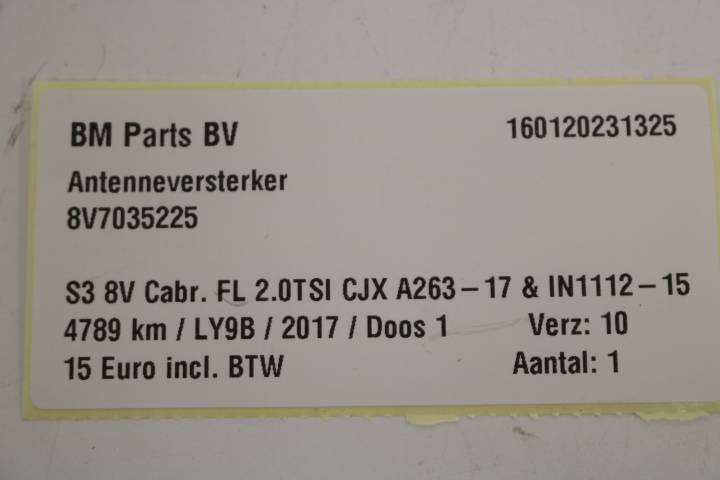 BM Parts BV 160120231325
Antenneversterker
8V7035225
S3 8V Cabr. FL 2.0TSI CJX A263-17 & IN1112-15
4789 km / LY9B / 2017 / Doos 1 Verz: 10
15 Euro incl. BTW Aantal: 1